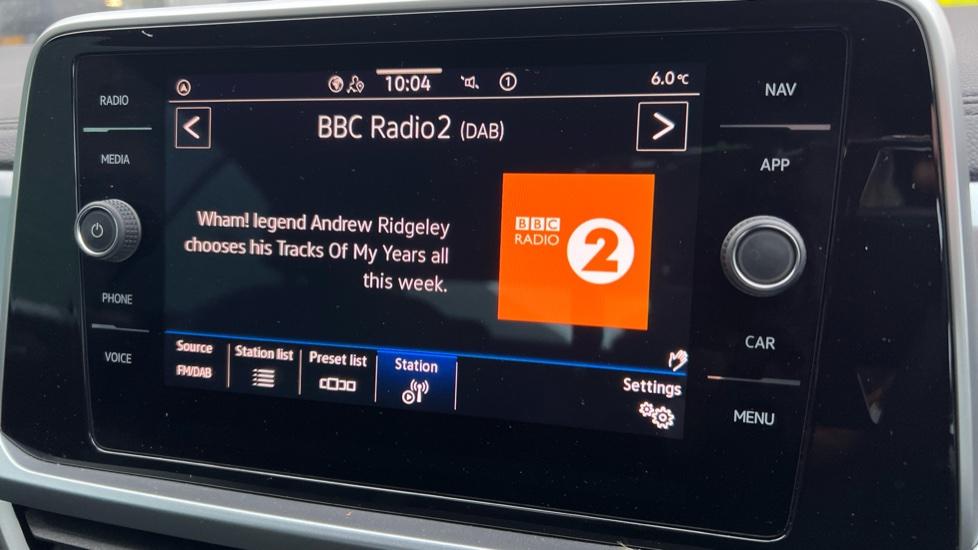 RADIO
MEDIA
PHONE
VOICE
A
10:04
1
6.0°C
BBC Radio2 (DAB)
Wham! legend Andrew Ridgeley
chooses his Tracks Of My Years all
this week.
BBC
RADIO
2
Source
FM/DAB
Station list
Preset list
Station
Settings
NAV
APP
CAR
MENU